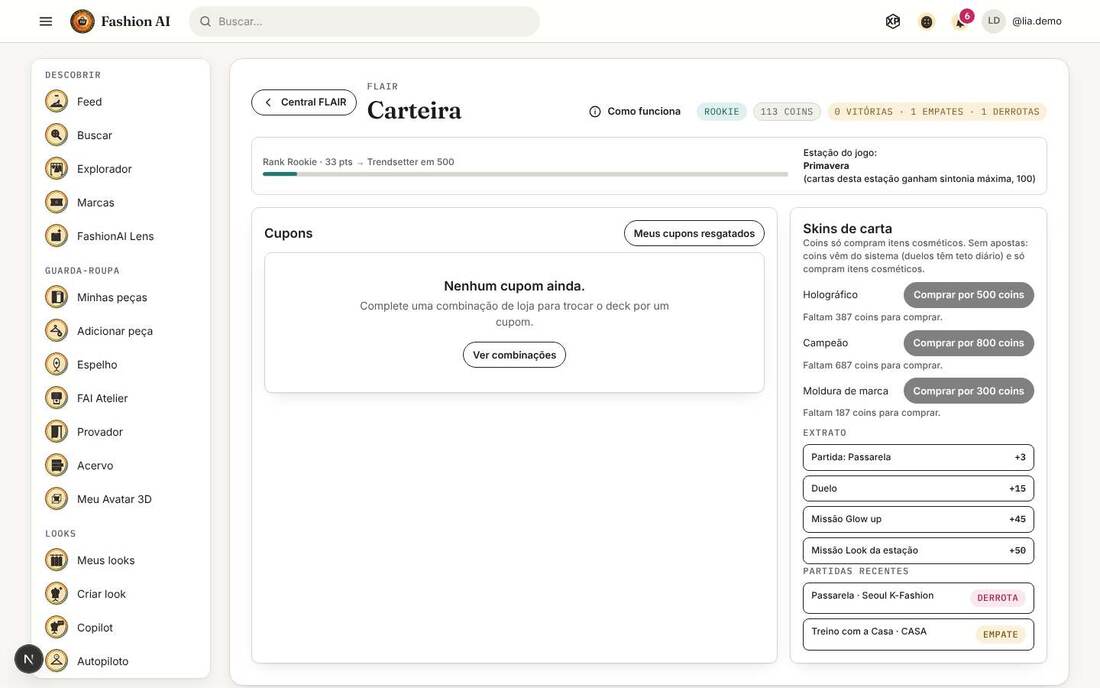 Fashion AI
Buscar...
XP
6
LD
@lia.demo
DESCOBRIR
Feed
Buscar
Explorador
Marcas
FashionAI Lens
GUARDA-ROUPA
Minhas peças
Adicionar peça
Espelho
FAI Atelier
Provador
Acervo
Meu Avatar 3D
LOOKS
Meus looks
Criar look
Copilot
Autopiloto
N
Central FLAIR
FLAIR
Carteira
Como funciona
ROOKIE
113 COINS
0 VITÓRIAS · 1 EMPATES · 1 DERROTAS
Rank Rookie · 33 pts → Trendsetter em 500
Estação do jogo:
Primavera
(cartas desta estação ganham sintonia máxima, 100)
Cupons
Meus cupons resgatados
Nenhum cupom ainda.
Complete uma combinação de loja para trocar o deck por um
cupom.
Ver combinações
Skins de carta
Coins só compram itens cosméticos. Sem apostas:
coins vêm do sistema (duelos têm teto diário) e só
compram itens cosméticos.
Holográfico
Comprar por 500 coins
Faltam 387 coins para comprar.
Campeão
Comprar por 800 coins
Faltam 687 coins para comprar.
Moldura de marca
Comprar por 300 coins
Faltam 187 coins para comprar.
EXTRATO
Partida: Passarela +3
Duelo +15
Missão Glow up +45
Missão Look da estação +50
PARTIDAS RECENTES
Passarela · Seoul K-Fashion DERROTA
Treino com a Casa · CASA EMPATE